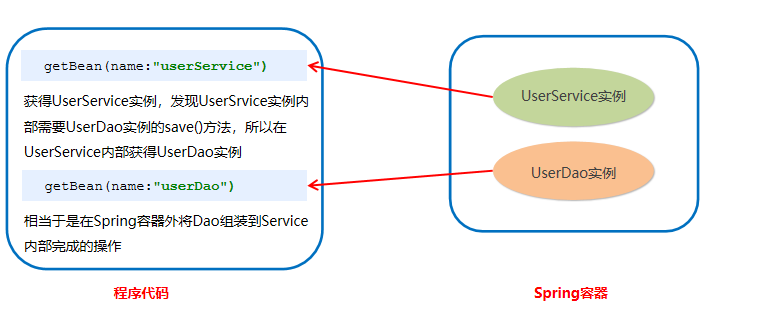 getBean(name:"userService")
获得UserService实例，发现UserSrvice实例内
部需要UserDao实例的save()方法，所以在
UserService内部获得UserDao实例
getBean(name:"userDao")
相当于是在Spring容器外将Dao组装到Service
内部完成的操作
程序代码
UserService实例
UserDao实例
Spring容器